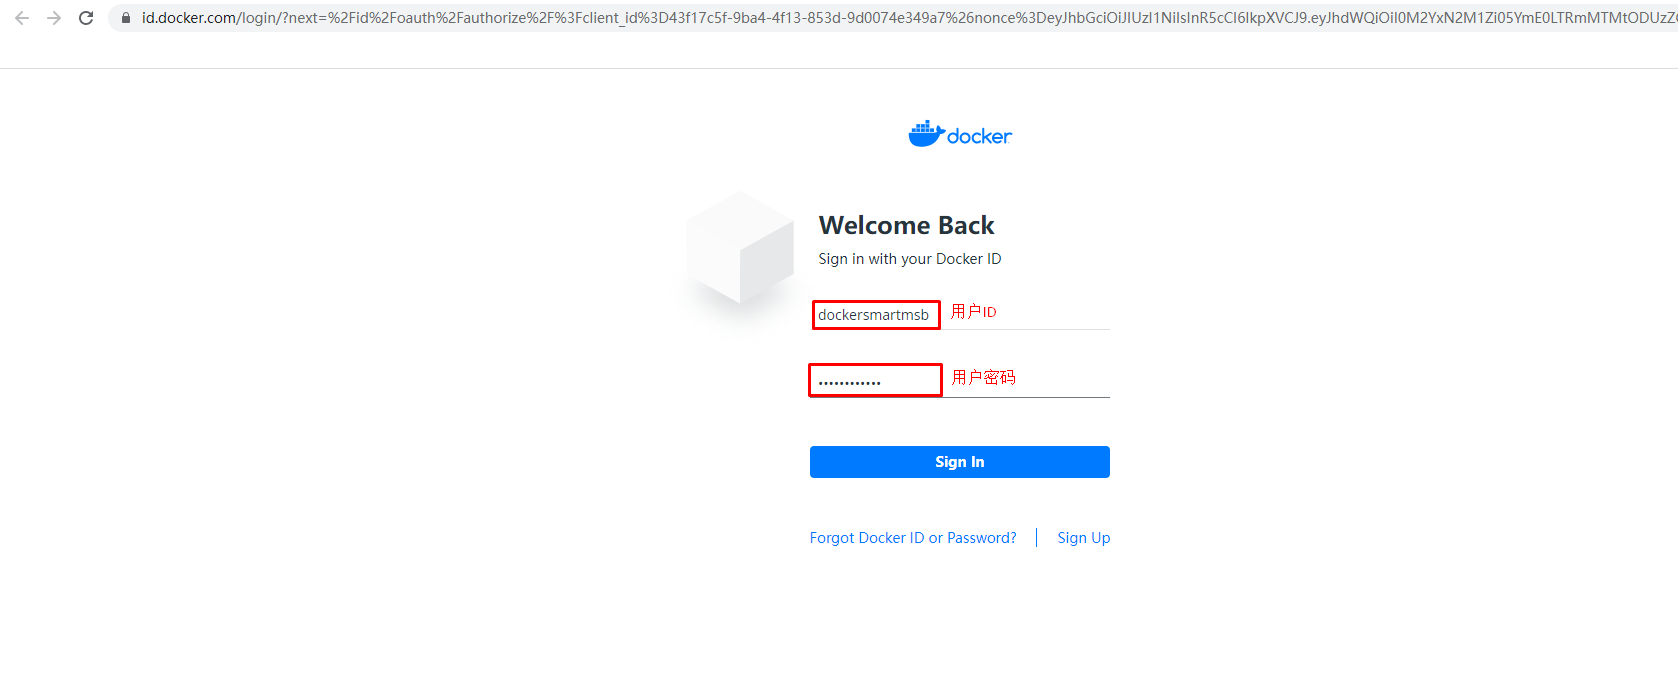 id.docker.com/login/?next=%2Fid%2Foauth%2Fauthorize%2F%3Fclient_id%3D43f17c5f-9ba4-4f13-853d-9d0074e349a7%26nonce%3DeyJhbGciOiJIUzI1NiIsInR5cCI6IkpXVCJ9.eyJhdWQiOiI0M2YxN2M1Zi05YmE0LTRmMTMtODUzZ
docker
Welcome Back
Sign in with your Docker ID
dockersmartmsb 用户ID
•••••••••••• 用户密码
Sign In
Forgot Docker ID or Password? Sign Up